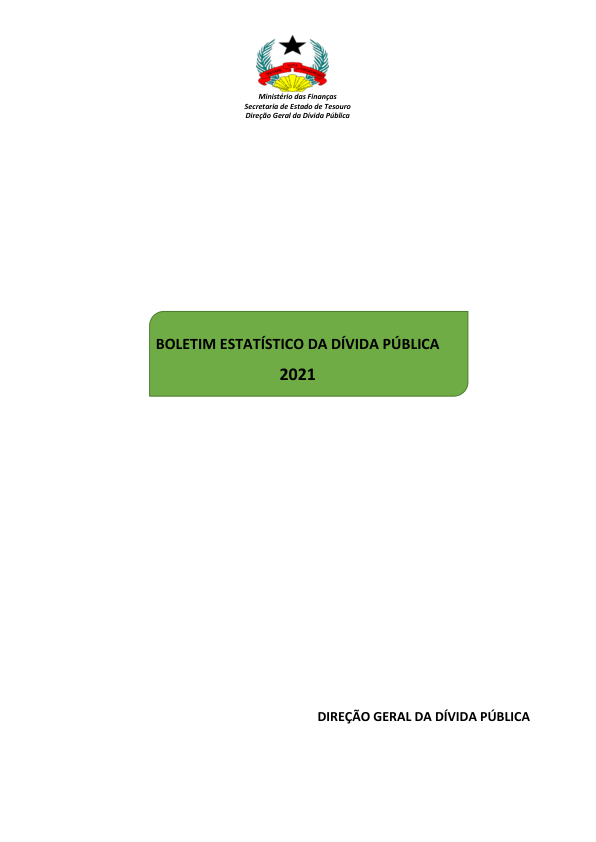 Ministério das Finanças
Secretaria de Estado de Tesouro
Direção Geral da Dívida Pública
BOLETIM ESTATÍSTICO DA DÍVIDA PÚBLICA
2021
DIREÇÃO GERAL DA DÍVIDA PÚBLICA